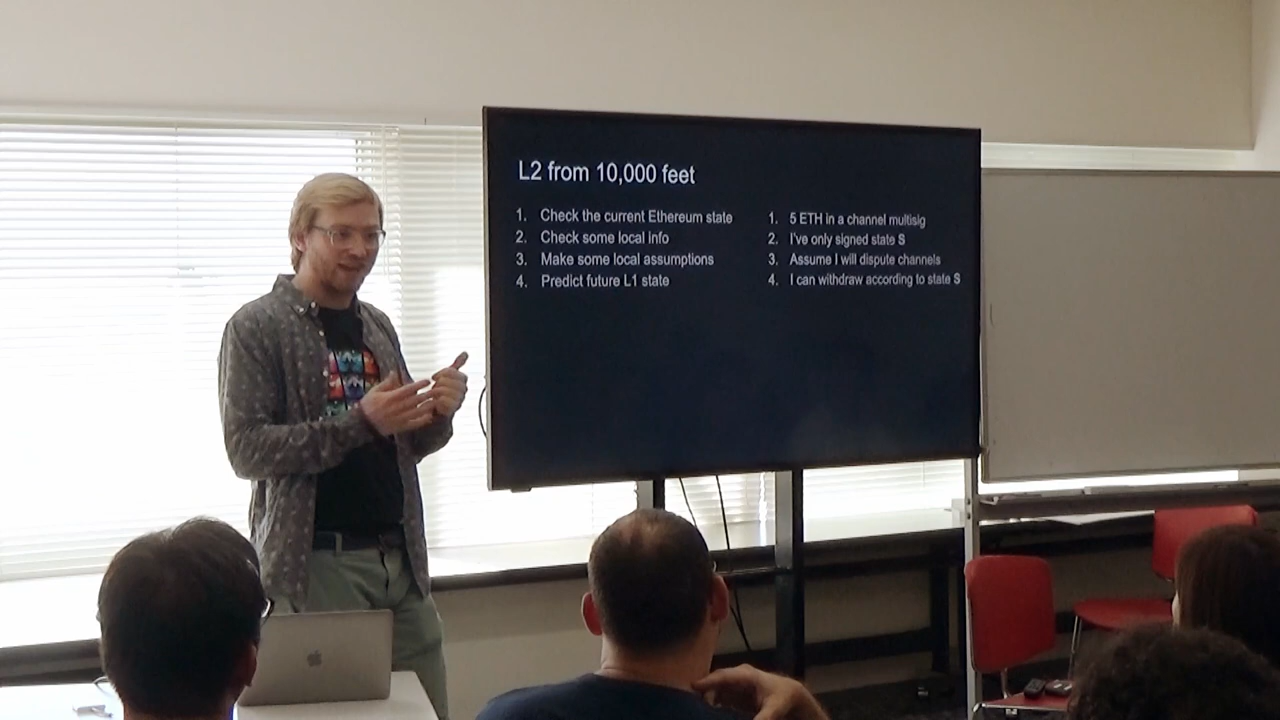 L2 from 10,000 feet
1. Check the current Ethereum state
2. Check some local info
3. Make some local assumptions
4. Predict future L1 state
1. 5 ETH in a channel multisig
2. I've only signed state S
3. Assume I will dispute channels
4. I can withdraw according to state S